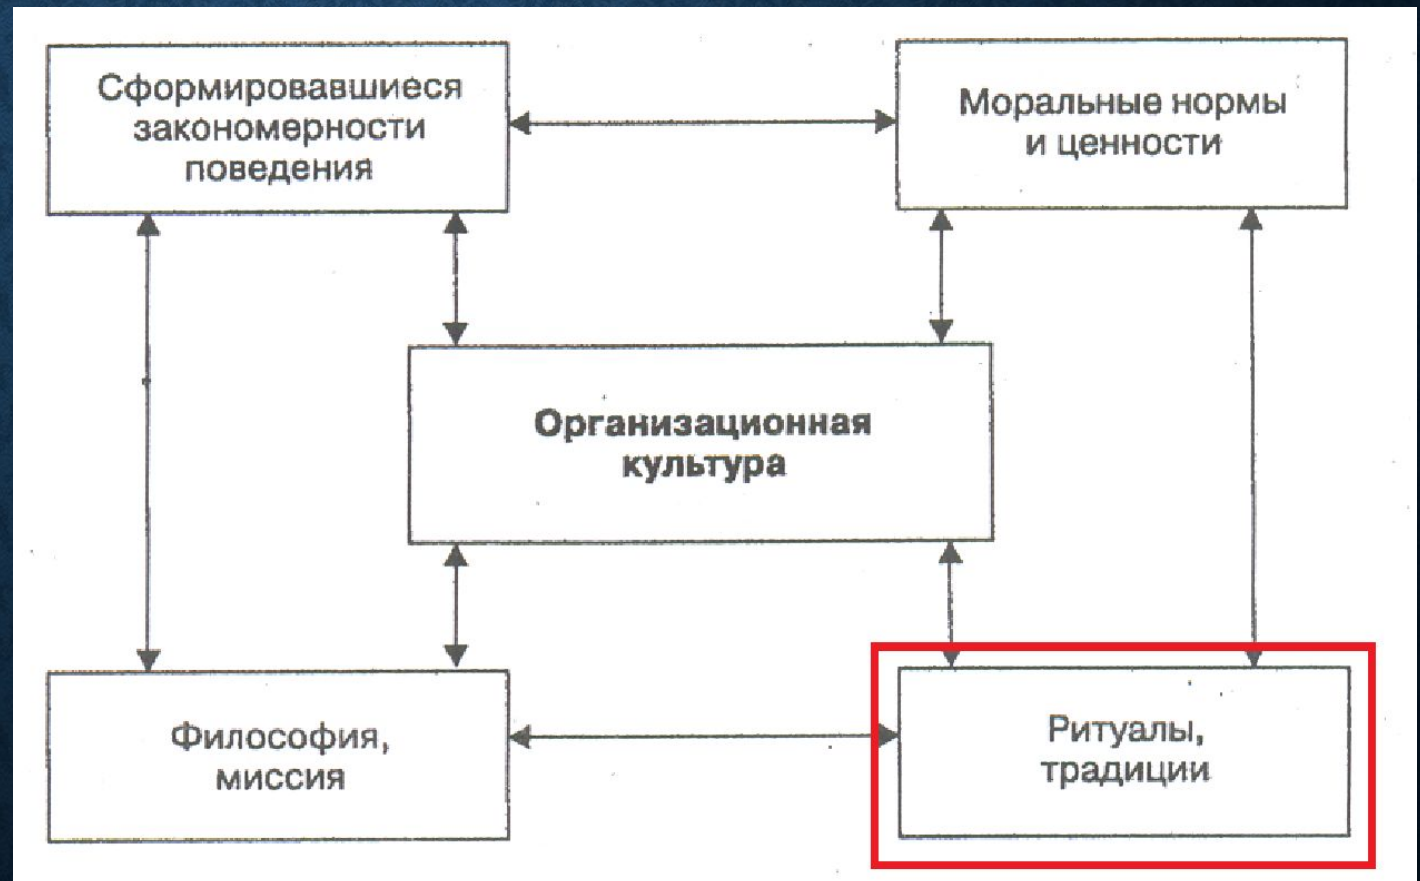 Сформировавшиеся
закономерности
поведения
Моральные нормы
и ценности
Организационная
культура
Философия,
миссия
Ритуалы,
традиции